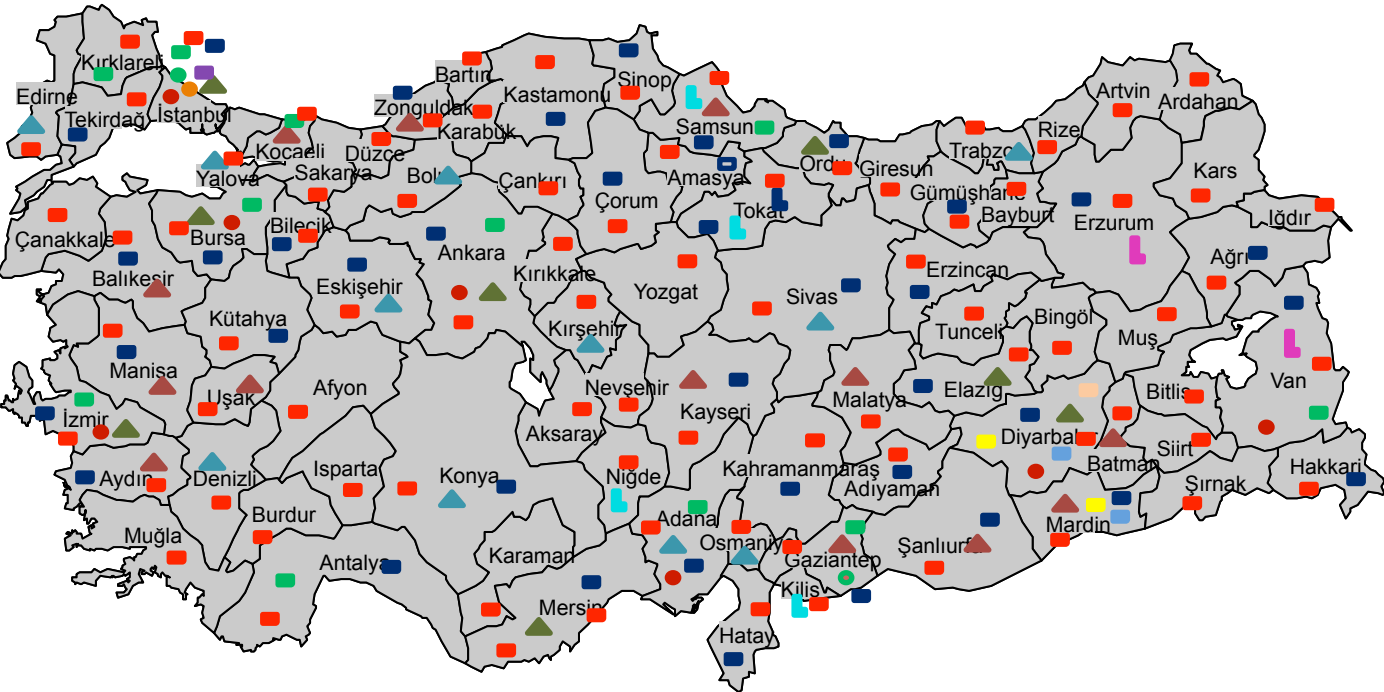 Kırklareli
Edirne
Tekirdağ
İstanbul
Bartın
Zonguldak
Karabük
Kastamonu
Sinop
Samsun
Artvin
Ardahan
Kocaeli
Düzce
Yalova
Sakarya
Bolu
Çankırı
Amasya
Ordu
Giresun
Trabzo
Rize
Kars
Çorum
Tokat
Gümüşhane
Bayburt
Erzurum
Iğdır
Çanakkale
Bursa
Bilecik
Ankara
Kırıkkale
Balıkesir
Eskişehir
Yozgat
Sivas
Erzincan
Ağrı
Kütahya
Kırşehir
Tunceli
Bingöl
Muş
Manisa
Uşak
Afyon
Nevşehir
Kayseri
Malatya
Elazığ
Bitlis
Van
İzmir
Aksaray
Diyarbakır
Batman
Siirt
Aydın
Denizli
Isparta
Konya
Niğde
Kahramanmaraş
Adıyaman
Hakkari
Şırnak
Muğla
Burdur
Adana
Osmaniye
Mardin
Antalya
Karaman
Gaziantep
Şanlıurfa
Kilis
Mersin
Hatay